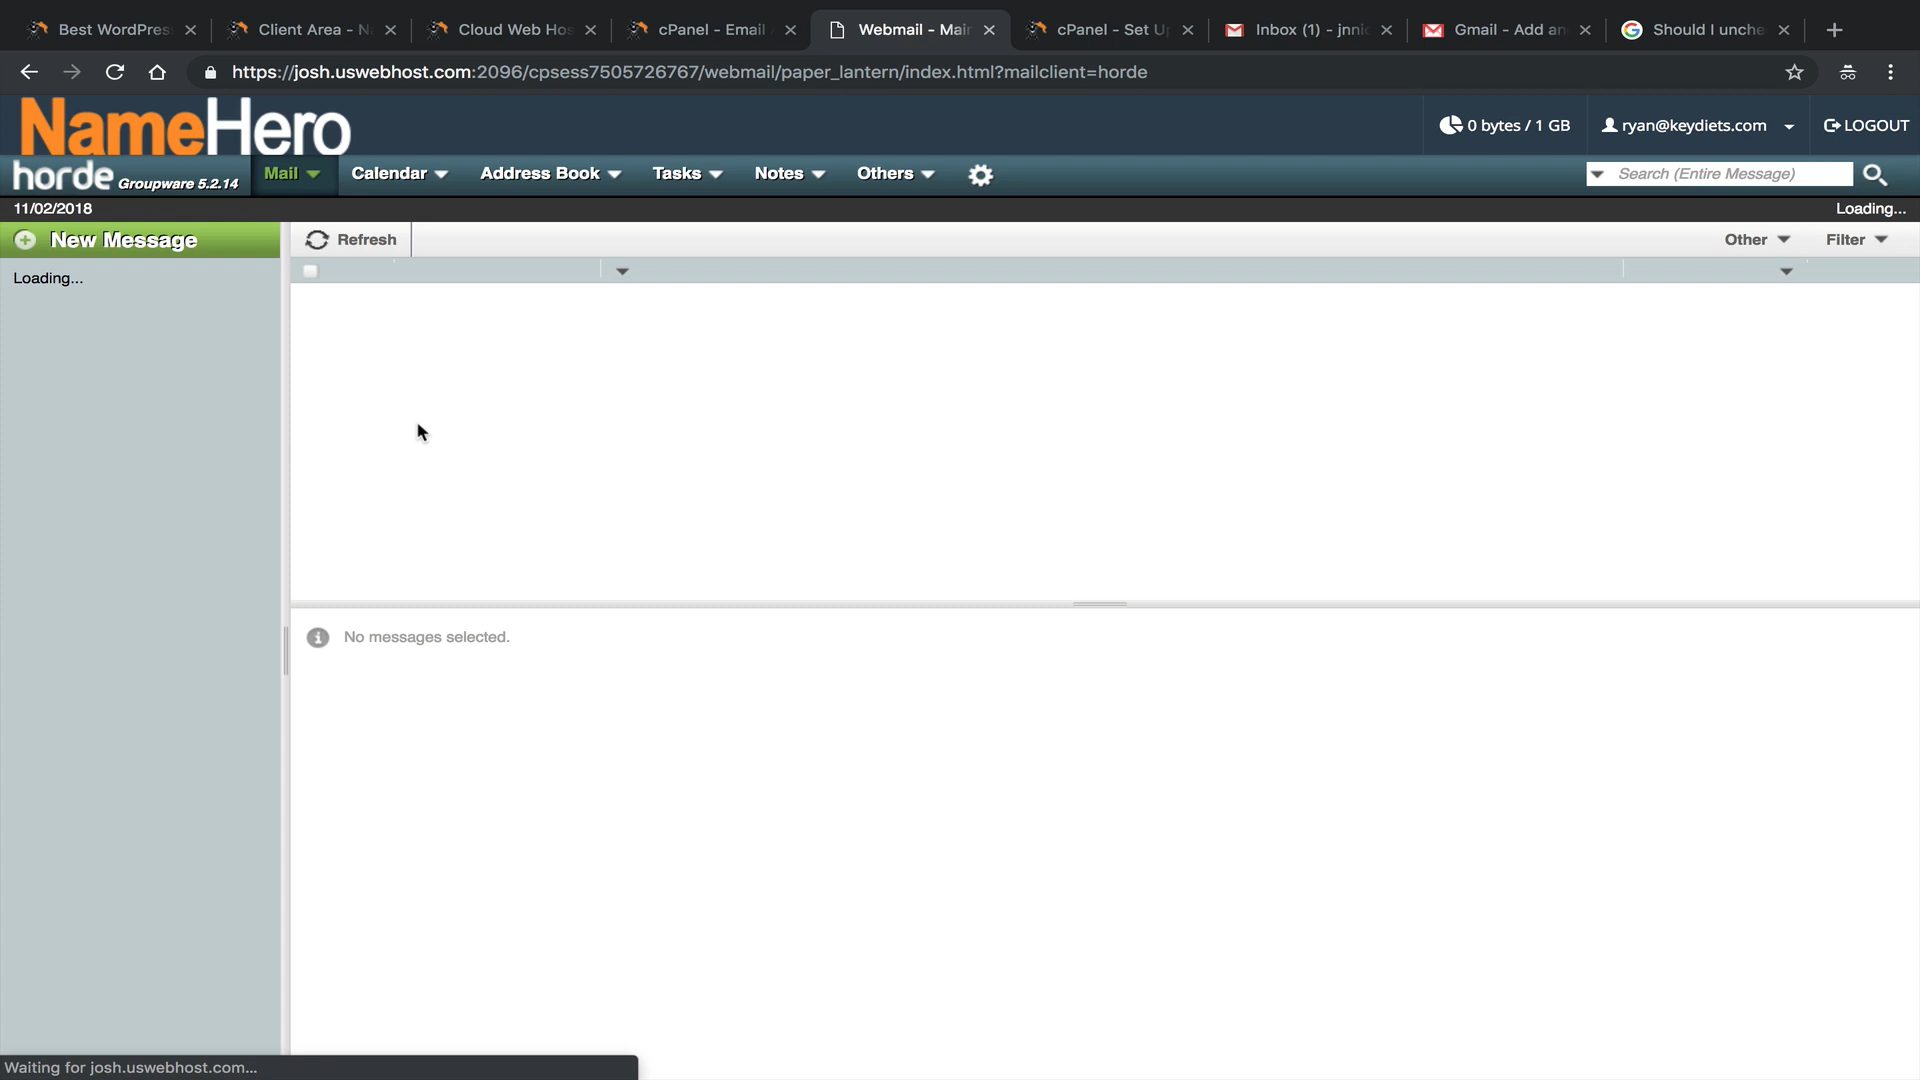 Best WordPres
Client Area - N
Cloud Web Hos
cPanel - Email
Webmail - Mair
cPanel - Set U
Inbox (1) - jnni
Gmail - Add an
Should I unche
https://josh.uswebhost.com:2096/cpsess7505726767/webmail/paper_lantern/index.html?mailclient=horde
NameHero
0 bytes / 1 GB
ryan@keydiets.com
LOGOUT
horde Groupware 5.2.14
Mail
Calendar
Address Book
Tasks
Notes
Others
Search (Entire Message)
11/02/2018
Loading...
New Message
Refresh
Other
Filter
Loading...
No messages selected.
Waiting for josh.uswebhost.com...